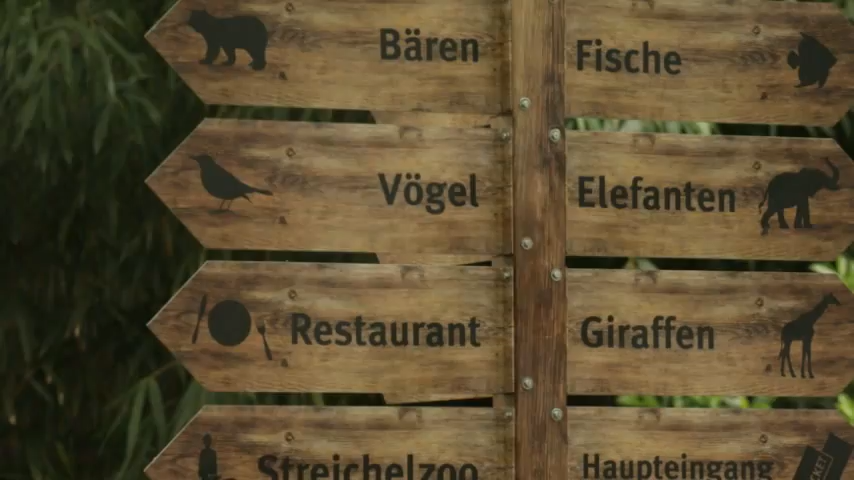 Bären
Fische
Vögel
Elefanten
Restaurant
Giraffen
Streichelzoo
Haupteingang